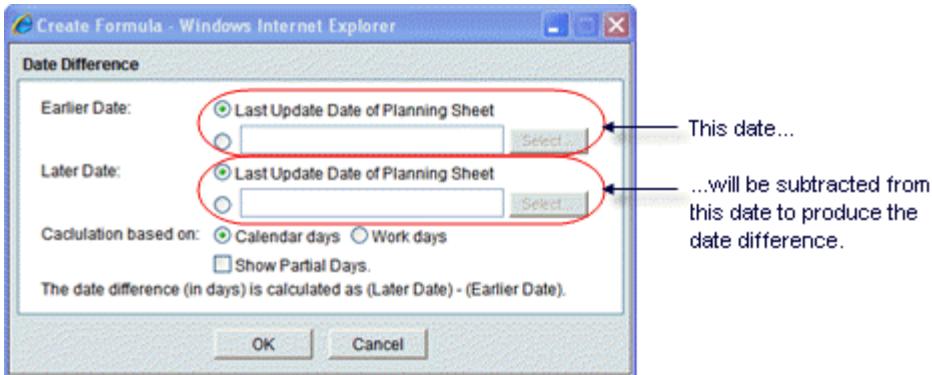 Create Formula - Windows Internet Explorer
Date Difference
Earlier Date:
Last Update Date of Planning Sheet
Select...
This date...
Later Date:
Last Update Date of Planning Sheet
Select...
...will be subtracted from
this date to produce the
date difference.
Caclulation based on:
Calendar days
Work days
Show Partial Days.
The date difference (in days) is calculated as (Later Date) - (Earlier Date).
OK
Cancel